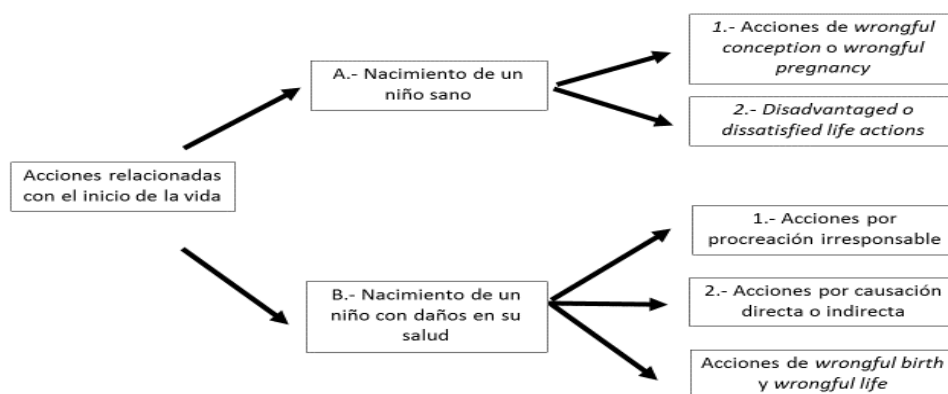 Acciones relacionadas
con el inicio de la vida
A.- Nacimiento de un
niño sano
1.- Acciones de wrongful
conception o wrongful
pregnancy
2.- Disadvantaged o
dissatisfied life actions
B.- Nacimiento de un
niño con daños en su
salud
1.- Acciones por
procreación irresponsable
2.- Acciones por causación
directa o indirecta
Acciones de wrongful birth
y wrongful life